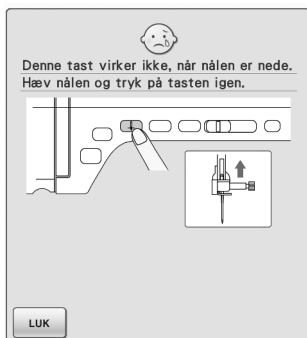 Denne tast virker ikke, når nålen er nede.
Hæv nålen og tryk på tasten igen.
LUK